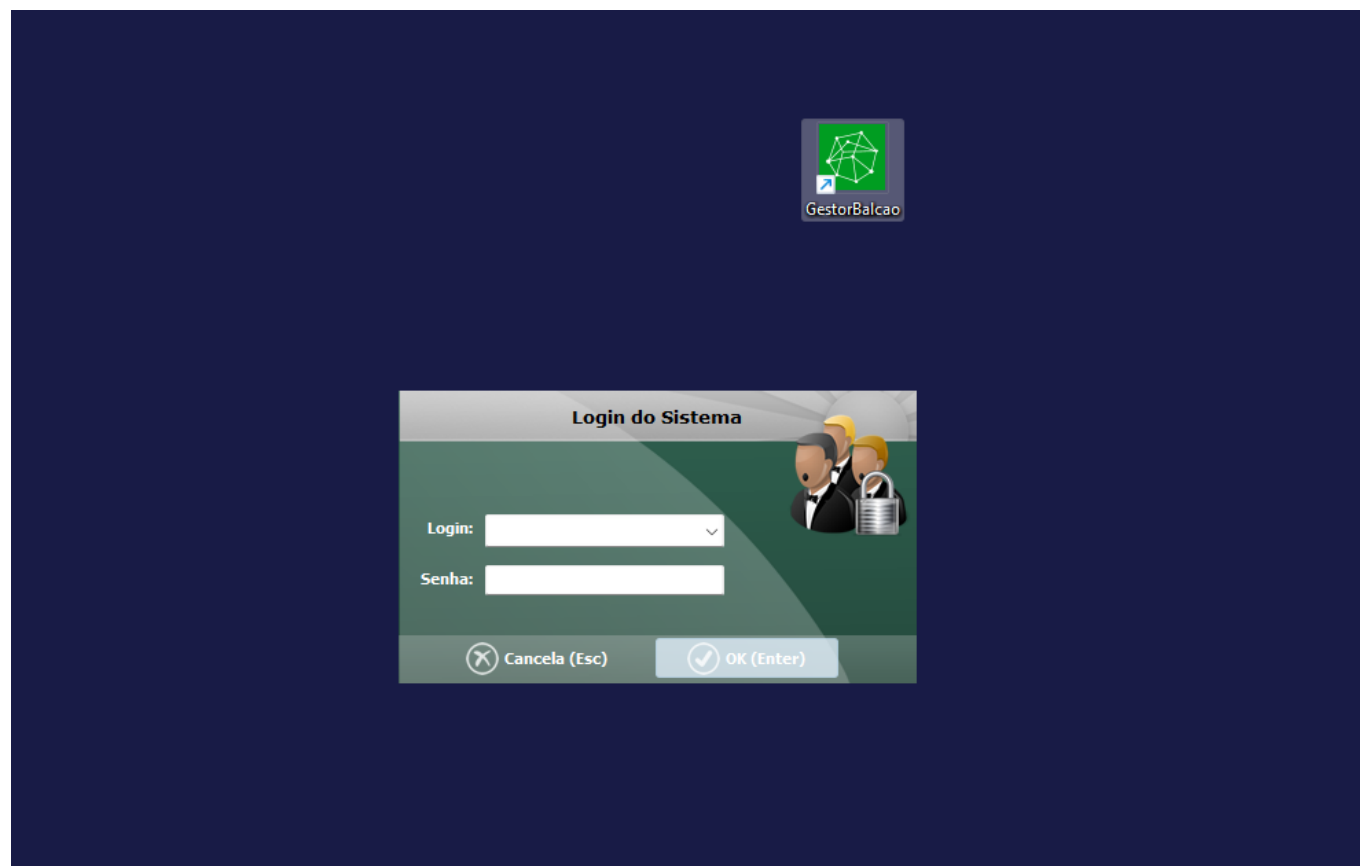 GestorBalcao
Login do Sistema
Login:
Senha:
Cancela (Esc)
OK (Enter)